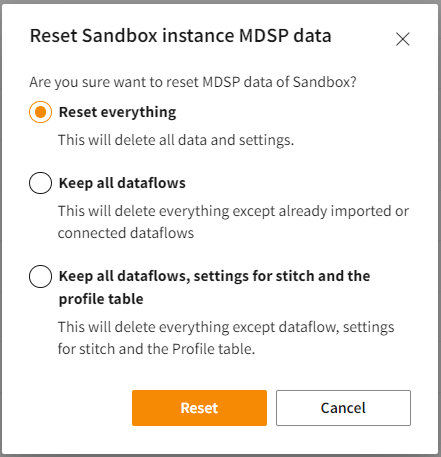 Reset Sandbox instance MDSP data
Are you sure want to reset MDSP data of Sandbox?
Reset everything
This will delete all data and settings.
Keep all dataflows
This will delete everything except already imported or
connected dataflows
Keep all dataflows, settings for stitch and the
profile table
This will delete everything except dataflow, settings
for stitch and the Profile table.
Reset
Cancel